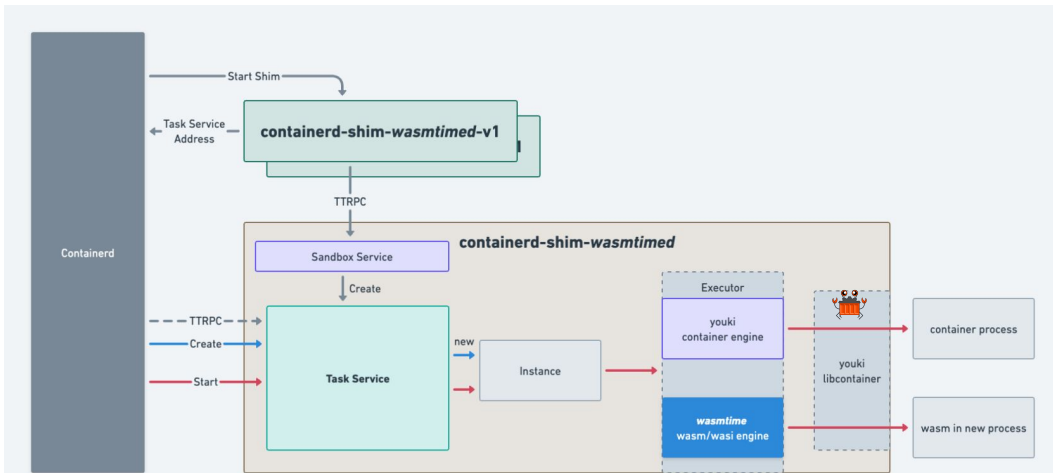 Start Shim
Task Service
Address
containerd-shim-wasmtimed-v1
TTRPC
containerd-shim-wasmtimed
Containerd
Sandbox Service
Create
Executor
TTRPC
youki
container engine
container process
Create
new
Start
Task Service
Instance
youki
libcontainer
wasmtime
wasm/wasi engine
wasm in new process